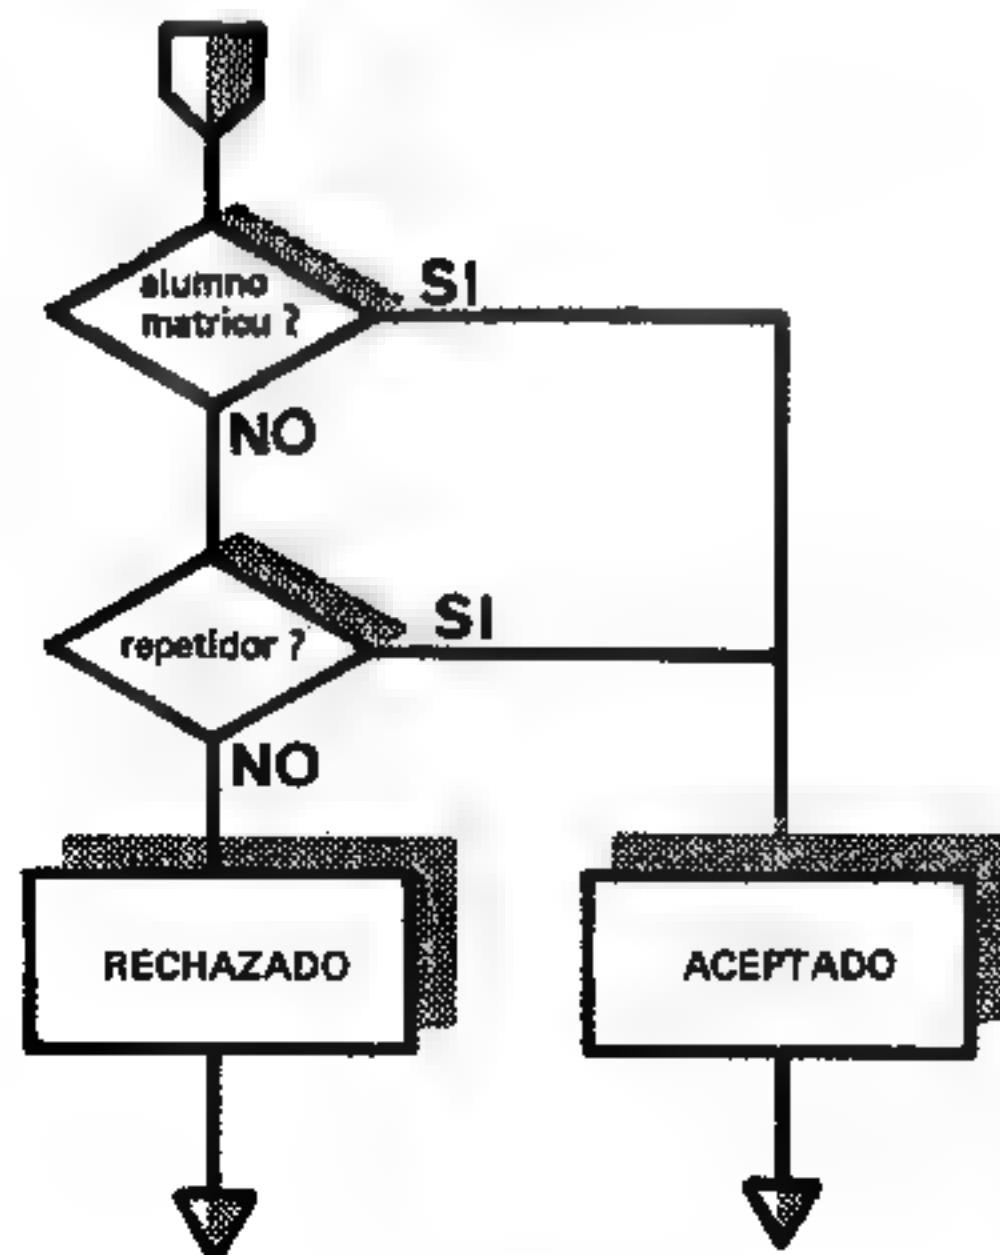 alumno
matricu ?
SI
NO
repetidor ?
SI
NO
RECHAZADO
ACEPTADO